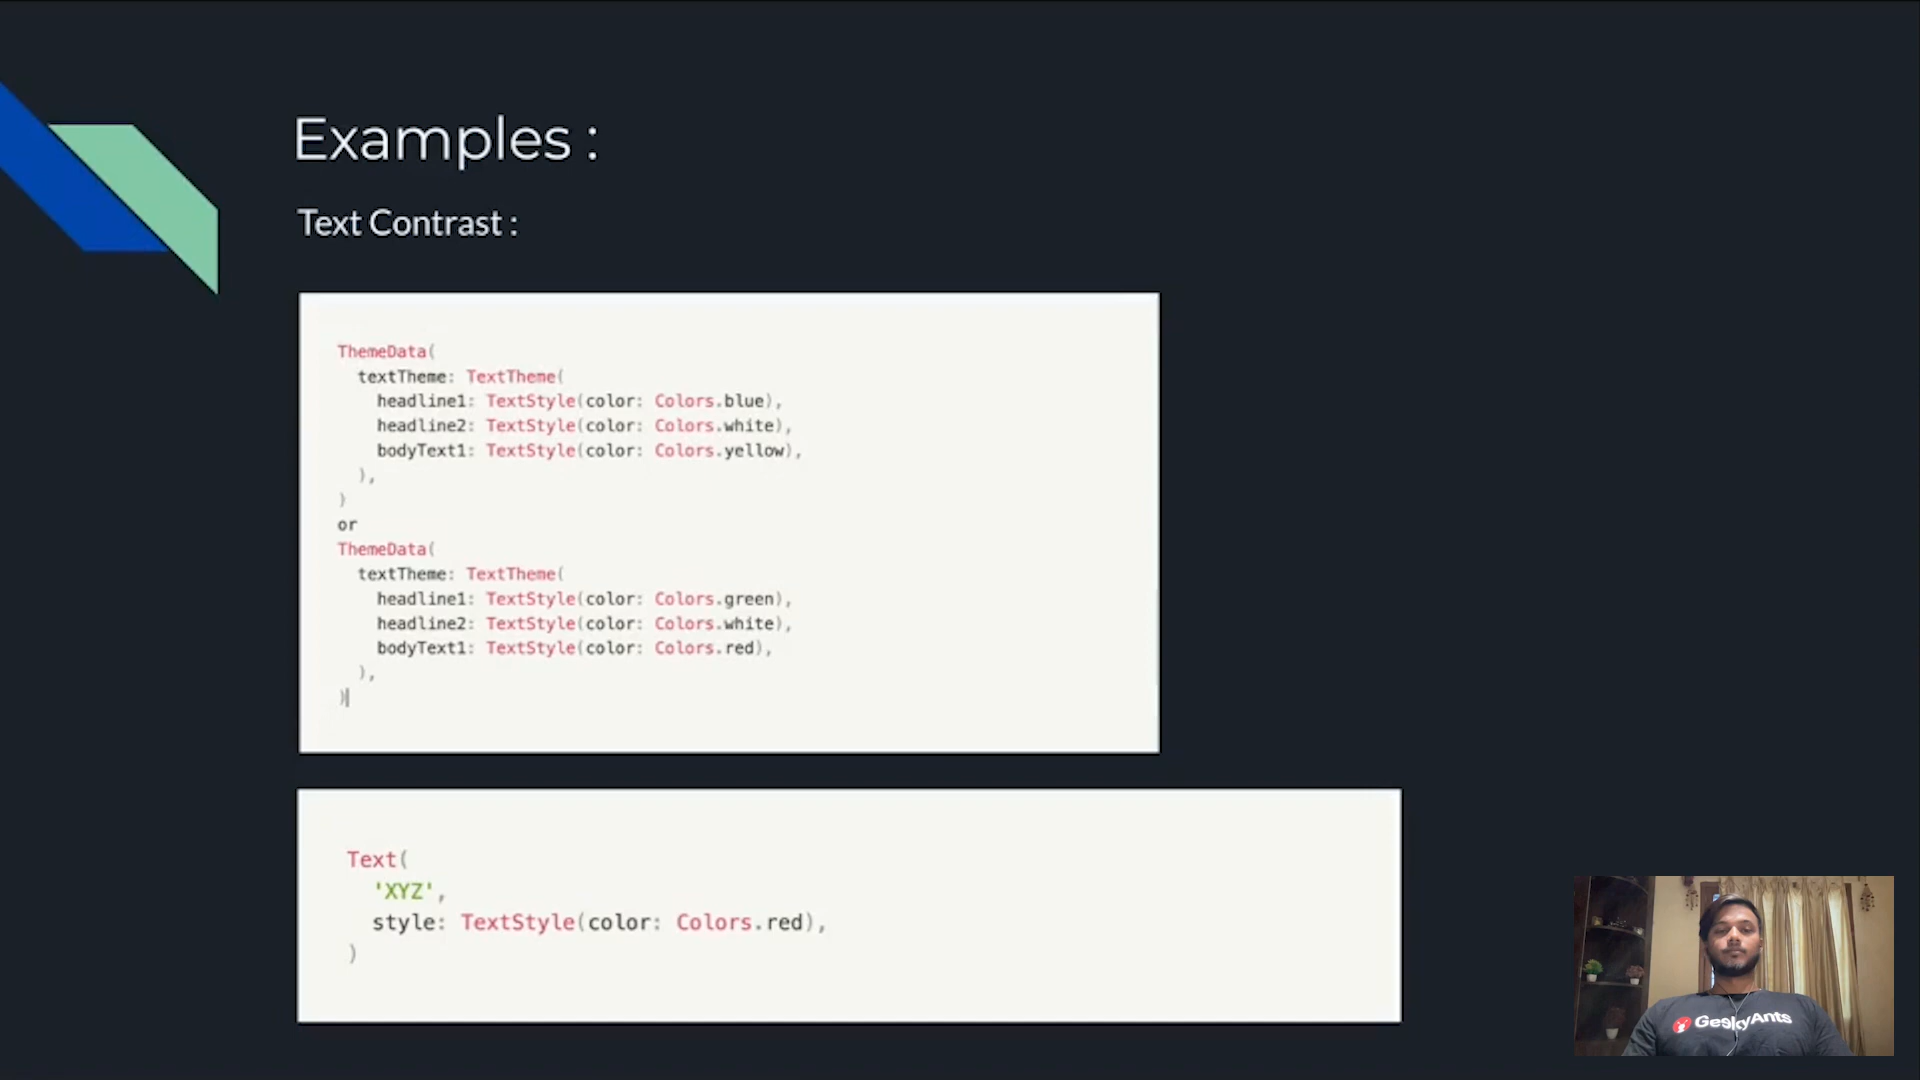 Examples :
Text Contrast :
ThemeData(
textTheme: TextTheme(
headline1: TextStyle(color: Colors.blue),
headline2: TextStyle(color: Colors.white),
bodyText1: TextStyle(color: Colors.yellow),
),
)
or
ThemeData(
textTheme: TextTheme(
headline1: TextStyle(color: Colors.green),
headline2: TextStyle(color: Colors.white),
bodyText1: TextStyle(color: Colors.red),
),
)
Text(
'XYZ',
style: TextStyle(color: Colors.red),
)
GeekyAnts